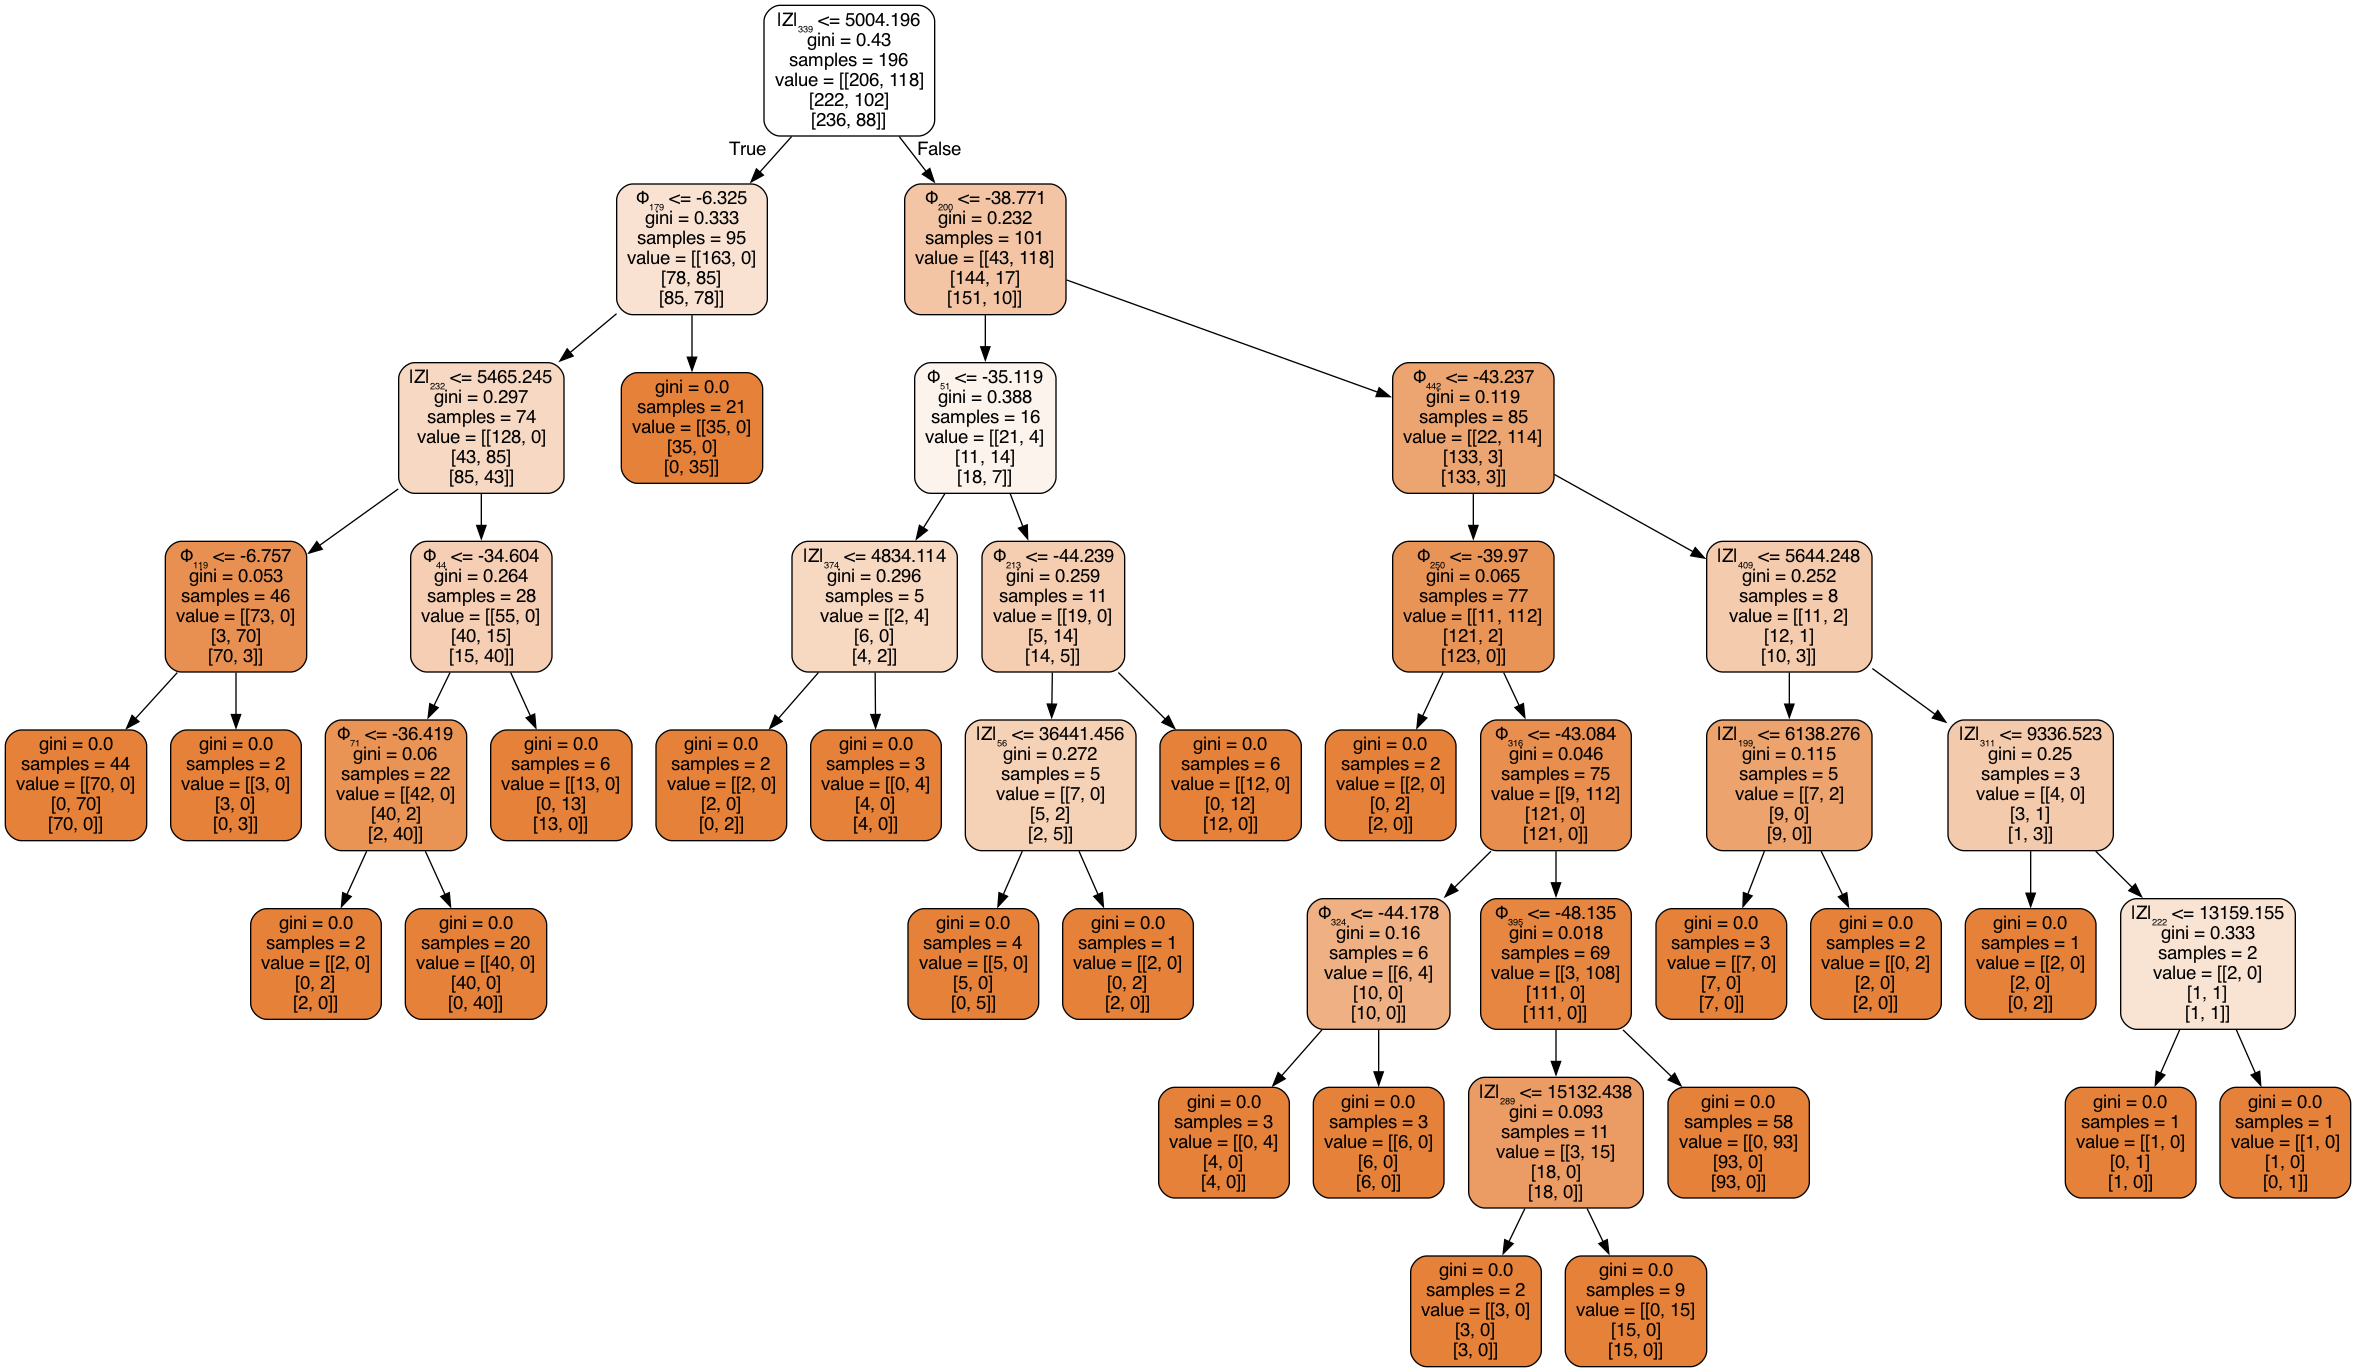 |Z|₃₃₉ <= 5004.196
gini = 0.43
samples = 196
value = [[206, 118]
[222, 102]
[236, 88]]
True
False
Φ₁₇₉ <= -6.325
gini = 0.333
samples = 95
value = [[163, 0]
[78, 85]
[85, 78]]
Φ₂₀₀ <= -38.771
gini = 0.232
samples = 101
value = [[43, 118]
[144, 17]
[151, 10]]
|Z|₂₃₂ <= 5465.245
gini = 0.297
samples = 74
value = [[128, 0]
[43, 85]
[85, 43]]
gini = 0.0
samples = 21
value = [[35, 0]
[35, 0]
[0, 35]]
Φ₅₁ <= -35.119
gini = 0.388
samples = 16
value = [[21, 4]
[11, 14]
[18, 7]]
Φ₄₄₂ <= -43.237
gini = 0.119
samples = 85
value = [[22, 114]
[133, 3]
[133, 3]]
Φ₁₁₉ <= -6.757
gini = 0.053
samples = 46
value = [[73, 0]
[3, 70]
[70, 3]]
Φ₄₄ <= -34.604
gini = 0.264
samples = 28
value = [[55, 0]
[40, 15]
[15, 40]]
|Z|₃₇₄ <= 4834.114
gini = 0.296
samples = 5
value = [[2, 4]
[6, 0]
[4, 2]]
Φ₂₁₃ <= -44.239
gini = 0.259
samples = 11
value = [[19, 0]
[5, 14]
[14, 5]]
Φ₂₅₀ <= -39.97
gini = 0.065
samples = 77
value = [[11, 112]
[121, 2]
[123, 0]]
|Z|₄₀₉ <= 5644.248
gini = 0.252
samples = 8
value = [[11, 2]
[12, 1]
[10, 3]]
gini = 0.0
samples = 44
value = [[70, 0]
[0, 70]
[70, 0]]
gini = 0.0
samples = 2
value = [[3, 0]
[3, 0]
[0, 3]]
Φ₇₁ <= -36.419
gini = 0.06
samples = 22
value = [[42, 0]
[40, 2]
[2, 40]]
gini = 0.0
samples = 6
value = [[13, 0]
[0, 13]
[13, 0]]
gini = 0.0
samples = 2
value = [[2, 0]
[2, 0]
[0, 2]]
gini = 0.0
samples = 3
value = [[0, 4]
[4, 0]
[4, 0]]
|Z|₅₆ <= 36441.456
gini = 0.272
samples = 5
value = [[7, 0]
[5, 2]
[2, 5]]
gini = 0.0
samples = 6
value = [[12, 0]
[0, 12]
[12, 0]]
gini = 0.0
samples = 2
value = [[2, 0]
[0, 2]
[2, 0]]
Φ₃₁₆ <= -43.084
gini = 0.046
samples = 75
value = [[9, 112]
[121, 0]
[121, 0]]
|Z|₁₉₉ <= 6138.276
gini = 0.115
samples = 5
value = [[7, 2]
[9, 0]
[9, 0]]
|Z|₃₁₁ <= 9336.523
gini = 0.25
samples = 3
value = [[4, 0]
[3, 1]
[1, 3]]
gini = 0.0
samples = 2
value = [[2, 0]
[0, 2]
[2, 0]]
gini = 0.0
samples = 20
value = [[40, 0]
[40, 0]
[0, 40]]
gini = 0.0
samples = 4
value = [[5, 0]
[5, 0]
[0, 5]]
gini = 0.0
samples = 1
value = [[2, 0]
[0, 2]
[2, 0]]
Φ₃₂₄ <= -44.178
gini = 0.16
samples = 6
value = [[6, 4]
[10, 0]
[10, 0]]
Φ₃₉₅ <= -48.135
gini = 0.018
samples = 69
value = [[3, 108]
[111, 0]
[111, 0]]
gini = 0.0
samples = 3
value = [[7, 0]
[7, 0]
[7, 0]]
gini = 0.0
samples = 2
value = [[0, 2]
[2, 0]
[2, 0]]
gini = 0.0
samples = 1
value = [[2, 0]
[2, 0]
[0, 2]]
|Z|₂₂₂ <= 13159.155
gini = 0.333
samples = 2
value = [[2, 0]
[1, 1]
[1, 1]]
gini = 0.0
samples = 3
value = [[0, 4]
[4, 0]
[4, 0]]
gini = 0.0
samples = 3
value = [[6, 0]
[6, 0]
[6, 0]]
|Z|₂₈₉ <= 15132.438
gini = 0.093
samples = 11
value = [[3, 15]
[18, 0]
[18, 0]]
gini = 0.0
samples = 58
value = [[0, 93]
[93, 0]
[93, 0]]
gini = 0.0
samples = 1
value = [[1, 0]
[0, 1]
[1, 0]]
gini = 0.0
samples = 1
value = [[1, 0]
[1, 0]
[0, 1]]
gini = 0.0
samples = 2
value = [[3, 0]
[3, 0]
[3, 0]]
gini = 0.0
samples = 9
value = [[0, 15]
[15, 0]
[15, 0]]